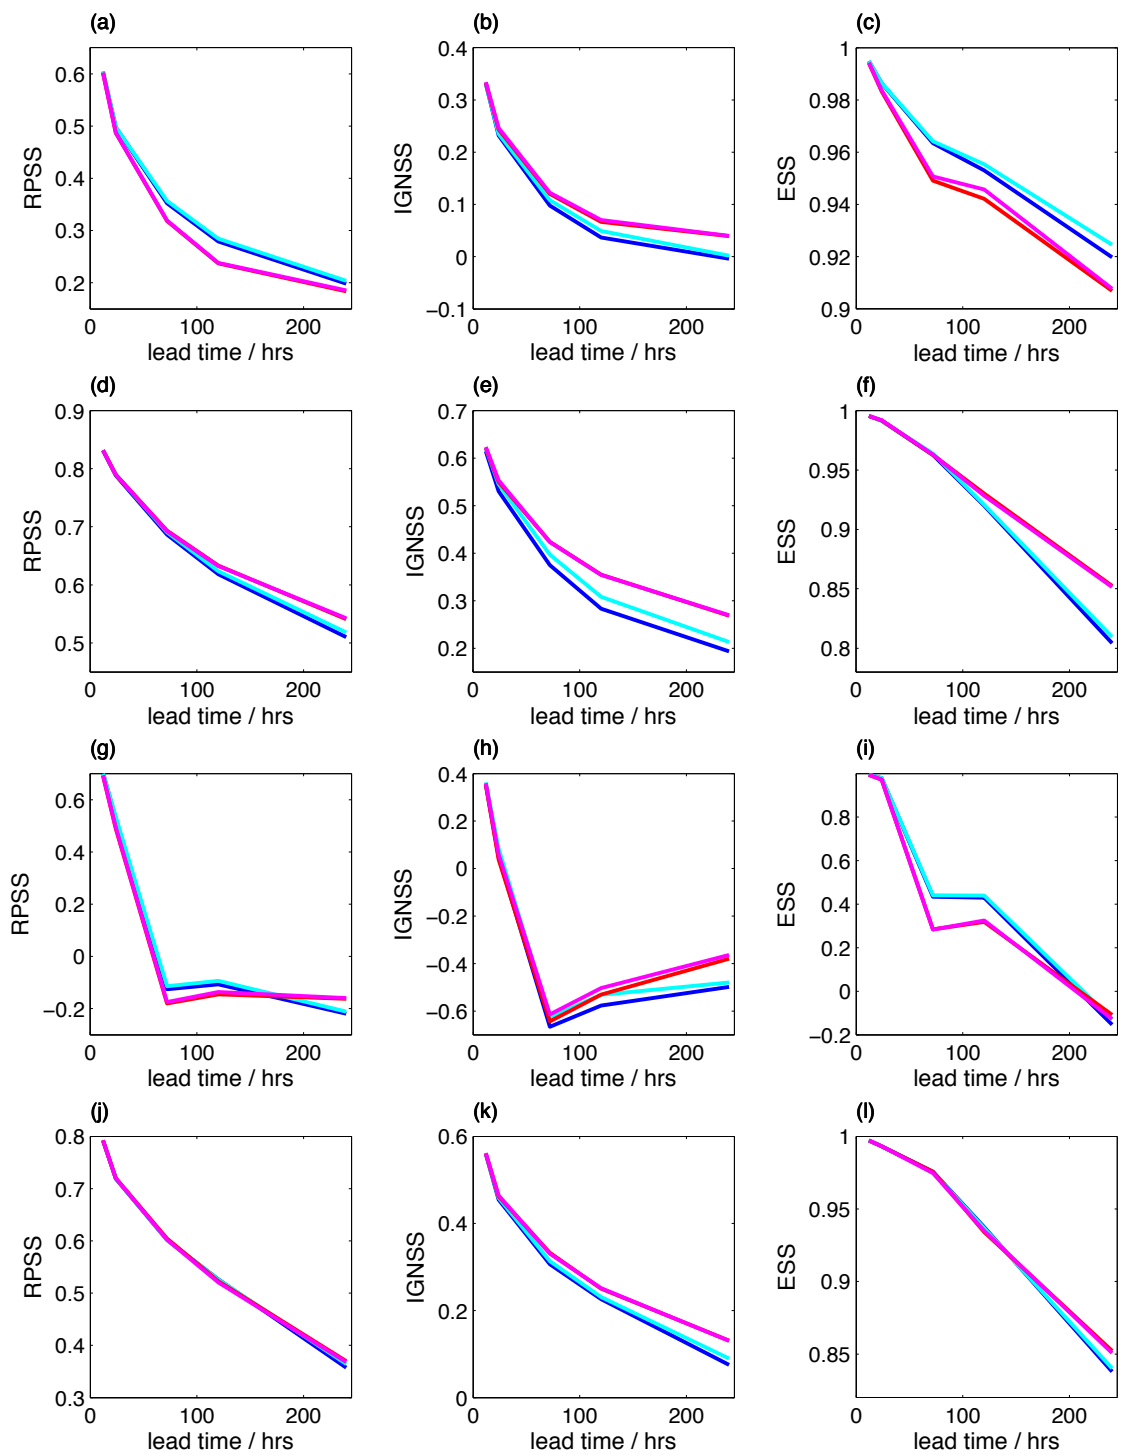 (a)
0.6
0.5
0.4
0.3
0.2
RPSS
0 100 200
lead time / hrs
(b)
0.4
0.3
0.2
0.1
0
−0.1
IGNSS
0 100 200
lead time / hrs
(c)
1
0.98
0.96
0.94
0.92
0.9
ESS
0 100 200
lead time / hrs
(d)
0.9
0.8
0.7
0.6
0.5
RPSS
0 100 200
lead time / hrs
(e)
0.7
0.6
0.5
0.4
0.3
0.2
IGNSS
0 100 200
lead time / hrs
(f)
1
0.95
0.9
0.85
0.8
ESS
0 100 200
lead time / hrs
(g)
0.6
0.4
0.2
0
−0.2
RPSS
0 100 200
lead time / hrs
(h)
0.4
0.2
0
−0.2
−0.4
−0.6
IGNSS
0 100 200
lead time / hrs
(i)
0.8
0.6
0.4
0.2
0
−0.2
ESS
0 100 200
lead time / hrs
(j)
0.8
0.7
0.6
0.5
0.4
0.3
RPSS
0 100 200
lead time / hrs
(k)
0.6
0.4
0.2
0
IGNSS
0 100 200
lead time / hrs
(l)
1
0.95
0.9
0.85
ESS
0 100 200
lead time / hrs